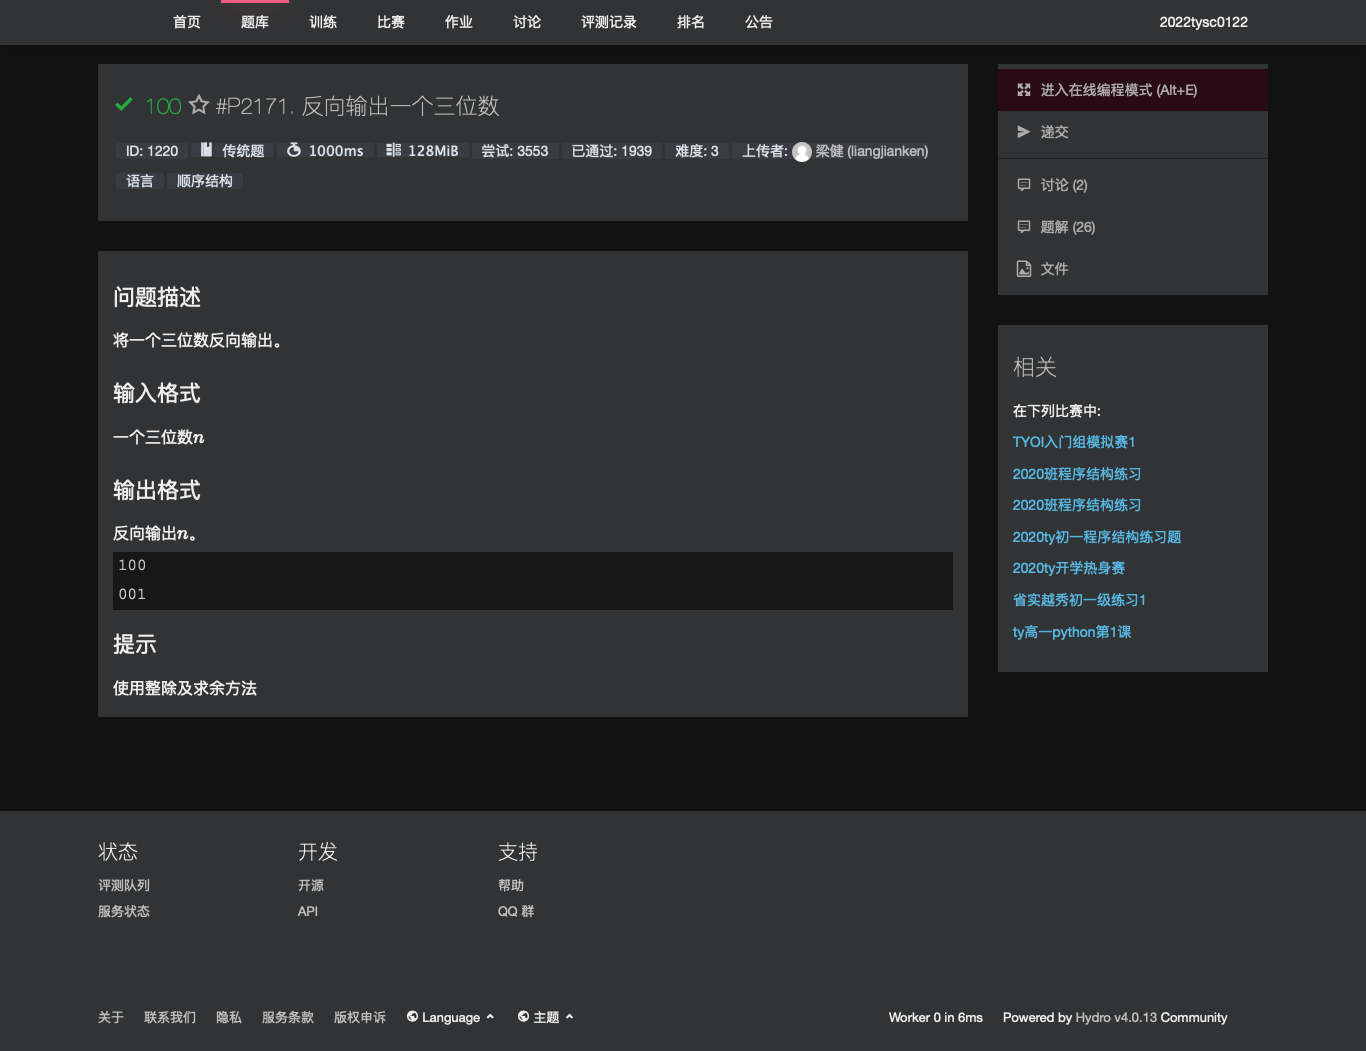 首页 题库 训练 比赛 作业 讨论 评测记录 排名 公告 2022tysc0122
100 #P2171. 反向输出一个三位数
ID: 1220 传统题 1000ms 128MiB 尝试: 3553 已通过: 1939 难度: 3 上传者: 梁健 (liangjianken)
语言 顺序结构
问题描述
将一个三位数反向输出。
输入格式
一个三位数n
输出格式
反向输出n。
100
001
提示
使用整除及求余方法
进入在线编程模式 (Alt+E)
递交
讨论 (2)
题解 (26)
文件
相关
在下列比赛中:
TYOI入门组模拟赛1
2020班程序结构练习
2020班程序结构练习
2020ty初一程序结构练习题
2020ty开学热身赛
省实越秀初一级练习1
ty高一python第1课
状态 开发 支持
评测队列 开源 帮助
服务状态 API QQ 群
关于 联系我们 隐私 服务条款 版权申诉 Language 主题 Worker 0 in 6ms Powered by Hydro v4.0.13 Community